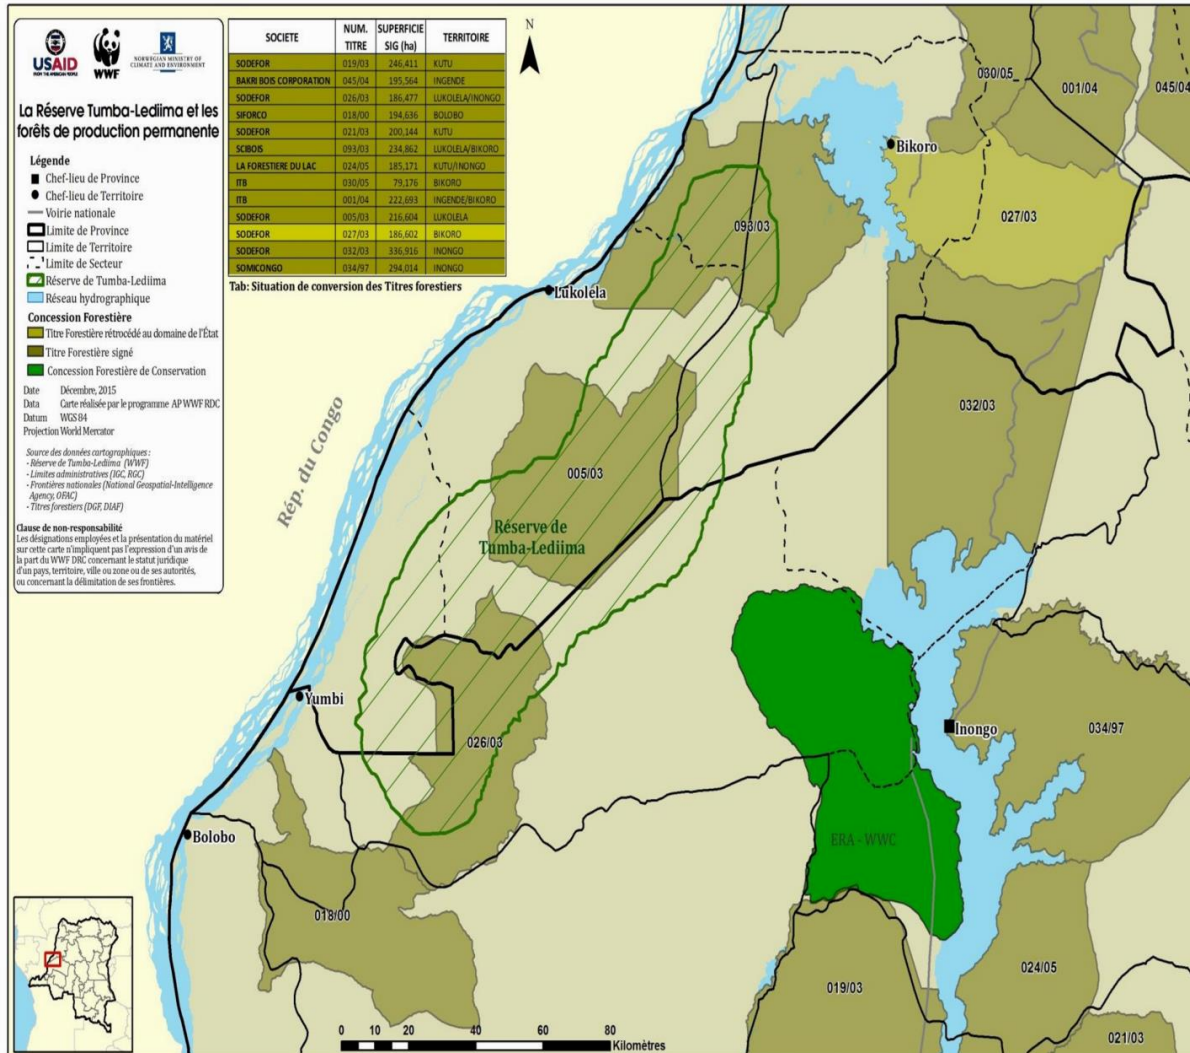 USAID
FROM THE AMERICAN PEOPLE
WWF
NORWEGIAN MINISTRY OF
CLIMATE AND ENVIRONMENT
La Réserve Tumba-Lediima et les
forêts de production permanente
Légende
Chef-lieu de Province
Chef-lieu de Territoire
Voirie nationale
Limite de Province
Limite de Territoire
Limite de Secteur
Réserve de Tumba-Lediima
Réseau hydrographique
Concession Forestière
Titre Forestière rétrocédé au domaine de l'État
Titre Forestière signé
Concession Forestière de Conservation
Date Décembre, 2015
Data Carte réalisée par le programme AP WWF RDC
Datum WGS 84
Projection World Mercator
Source des données cartographiques :
- Réserve de Tumba-Lediima (WWF)
- Limites administratives (IGC, RGC)
- Frontières nationales (National Geospatial-Intelligence
Agency, OFAC)
- Titres forestiers (DGF, DIAF)
Clause de non-responsabilité
Les désignations employées et la présentation du matériel
sur cette carte n'impliquent pas l'expression d'un avis de
la part du WWF DRC concernant le statut juridique
d'un pays, territoire, ville ou zone ou de ses autorités,
ou concernant la délimitation de ses frontières.
SOCIETE NUM. TITRE SUPERFICIE SIG (ha) TERRITOIRE
SODEFOR 019/03 246,411 KUTU
BAKRI BOIS CORPORATION 045/04 195,564 INGENDE
SODEFOR 026/03 186,477 LUKOLELA/INONGO
SIFORCO 018/00 194,636 BOLOBO
SODEFOR 021/03 200,144 KUTU
SCIBOIS 093/03 234,862 LUKOLELA/BIKORO
LA FORESTIERE DU LAC 024/05 185,171 KUTU/INONGO
ITB 030/05 79,176 BIKORO
ITB 001/04 222,693 INGENDE/BIKORO
SODEFOR 005/03 216,604 LUKOLELA
SODEFOR 027/03 186,602 BIKORO
SODEFOR 032/03 336,916 INONGO
SOMICONGO 034/97 294,014 INONGO
Tab: Situation de conversion des Titres forestiers
N
030/05
001/04
045/04
Bikoro
027/03
093/03
Lukolela
Rép. du Congo
032/03
005/03
Réserve de
Tumba-Lediima
Yumbi
026/03
Inongo
034/97
Bolobo
ERA - WWC
018/00
024/05
019/03
021/03
0 10 20 40 60 80
Kilomètres